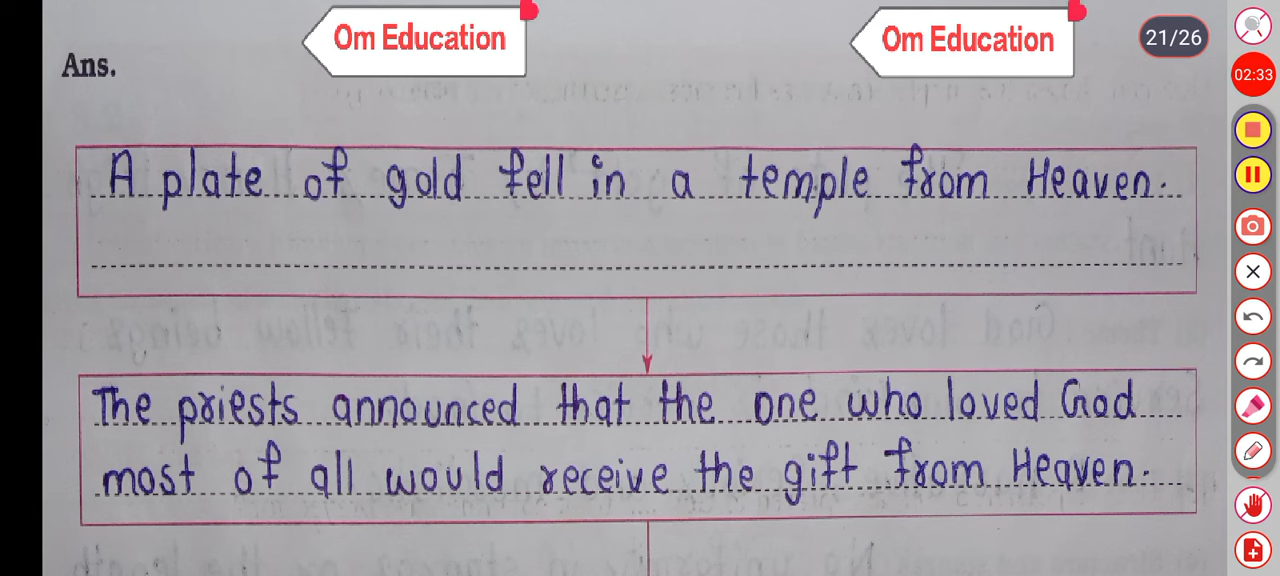 Om Education
Om Education
21/26
Ans.
02:33
A plate of gold fell in a temple from Heaven.
The priests announced that the one who loved God
most of all would receive the gift from Heaven.